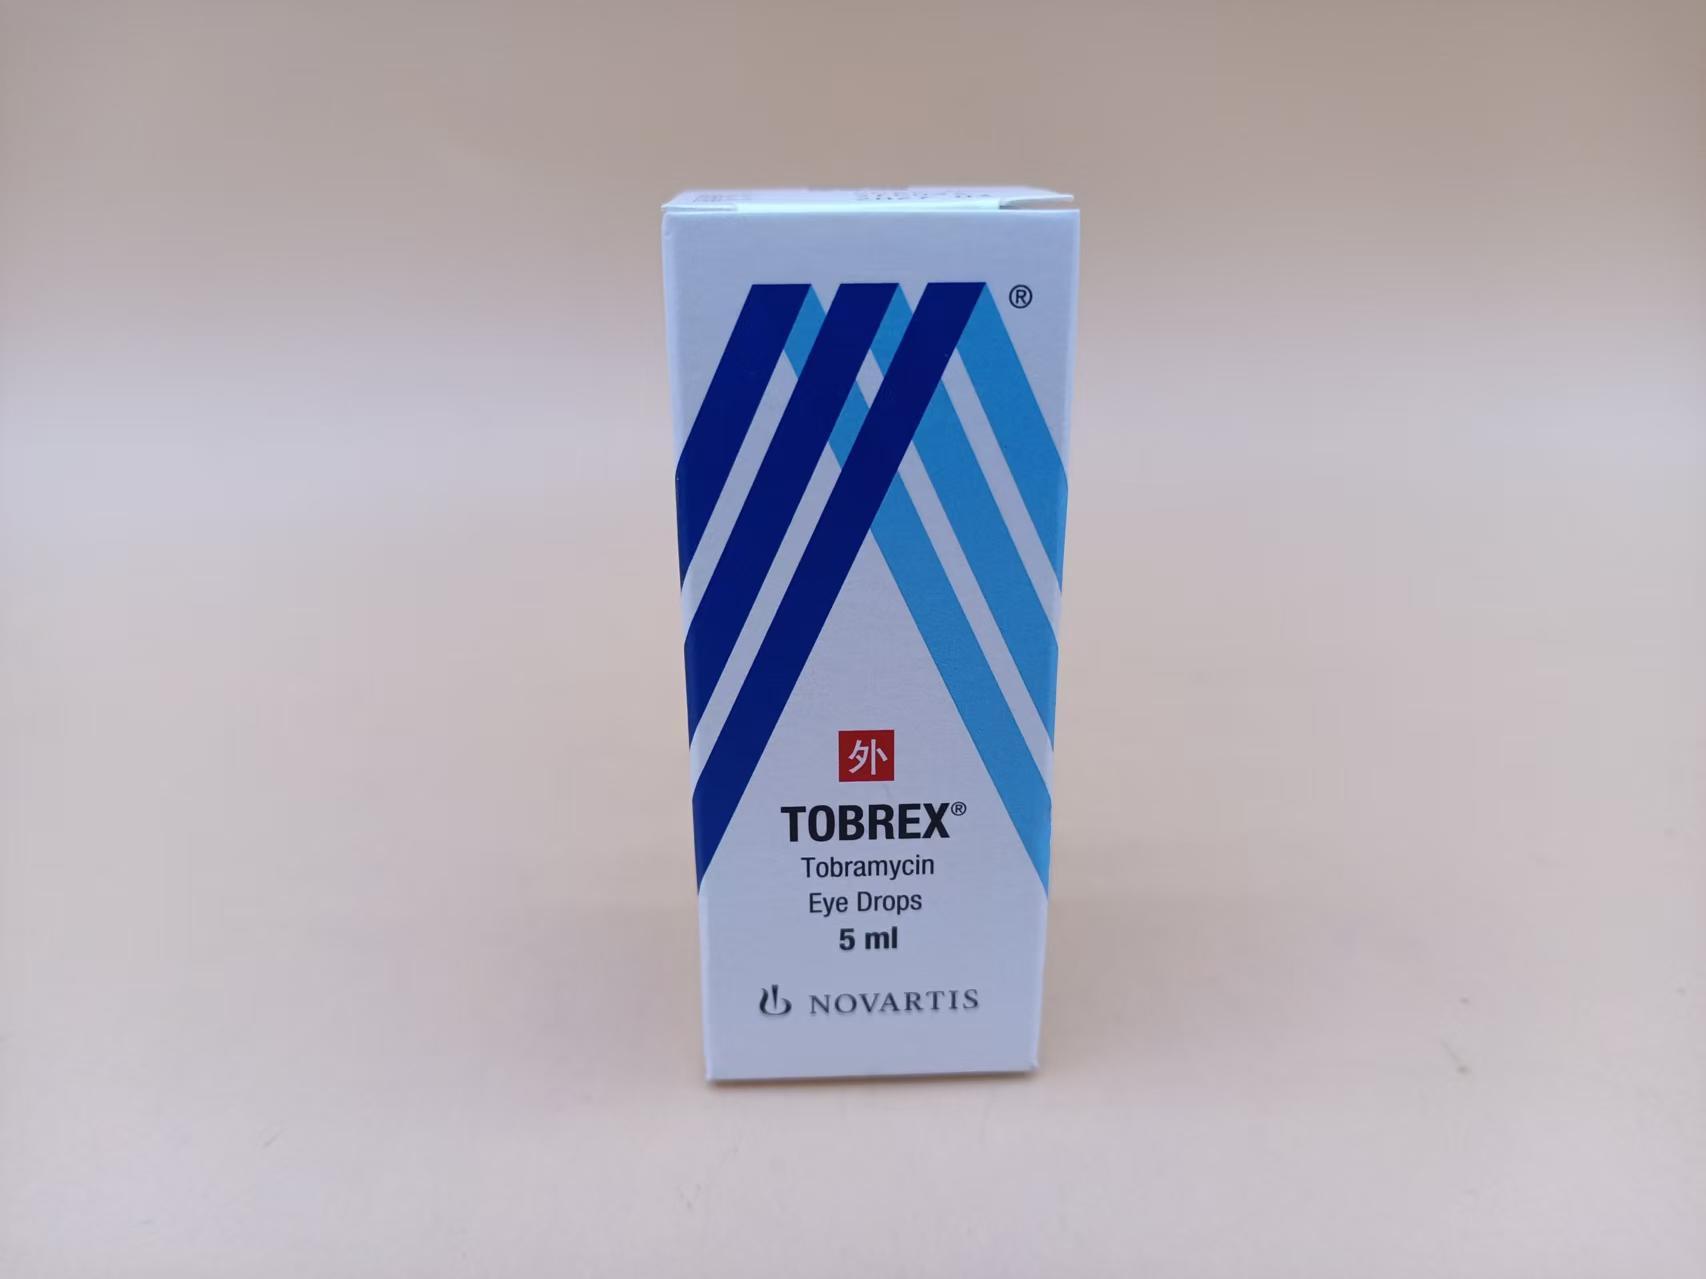 ®
外
TOBREX®
Tobramycin
Eye Drops
5 ml
NOVARTIS